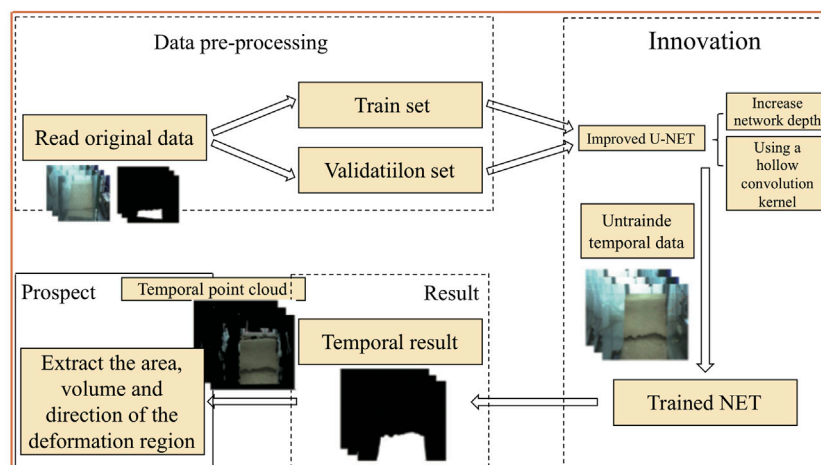 Data pre-processing
Read original data
Train set
Validatiilon set
Innovation
Improved U-NET
Increase
network depth
Using a
hollow
convolution
kernel
Untrainde
temporal data
Trained NET
Result
Temporal result
Temporal point cloud
Prospect
Extract the area,
volume and
direction of the
deformation region